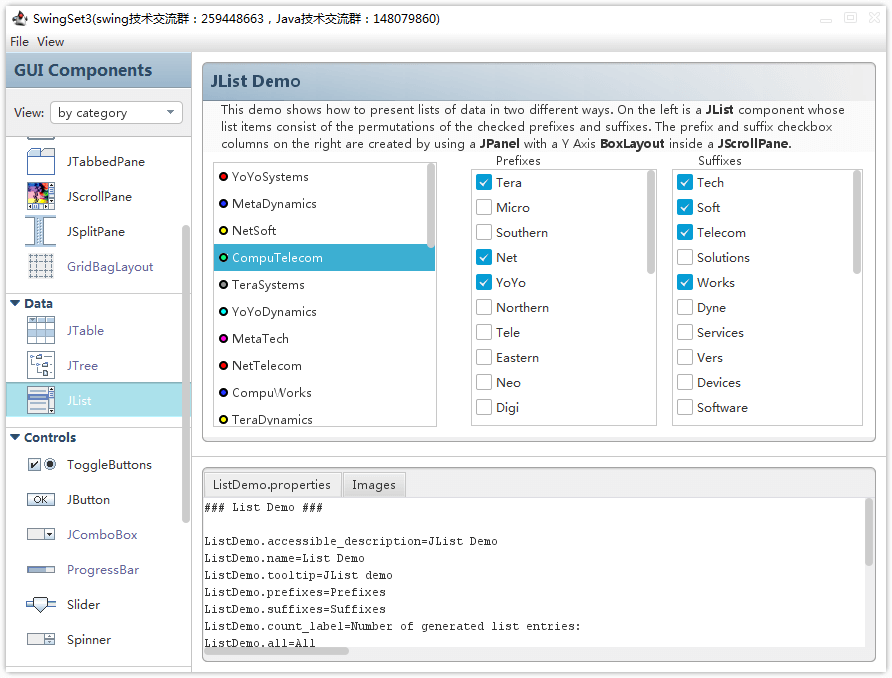 SwingSet3(swing技术交流群：259448663，Java技术交流群：148079860)
File View
GUI Components
View: by category
JTabbedPane
JScrollPane
JSplitPane
GridBagLayout
Data
JTable
JTree
JList
Controls
ToggleButtons
OK JButton
JComboBox
ProgressBar
Slider
Spinner
JList Demo
This demo shows how to present lists of data in two different ways. On the left is a JList component whose
list items consist of the permutations of the checked prefixes and suffixes. The prefix and suffix checkbox
columns on the right are created by using a JPanel with a Y Axis BoxLayout inside a JScrollPane.
YoYoSystems
MetaDynamics
NetSoft
CompuTelecom
TeraSystems
YoYoDynamics
MetaTech
NetTelecom
CompuWorks
TeraDynamics
Prefixes
Tera
Micro
Southern
Net
YoYo
Northern
Tele
Eastern
Neo
Digi
Suffixes
Tech
Soft
Telecom
Solutions
Works
Dyne
Services
Vers
Devices
Software
ListDemo.properties Images
### List Demo ###
ListDemo.accessible_description=JList Demo
ListDemo.name=List Demo
ListDemo.tooltip=JList demo
ListDemo.prefixes=Prefixes
ListDemo.suffixes=Suffixes
ListDemo.count_label=Number of generated list entries:
ListDemo.all=All